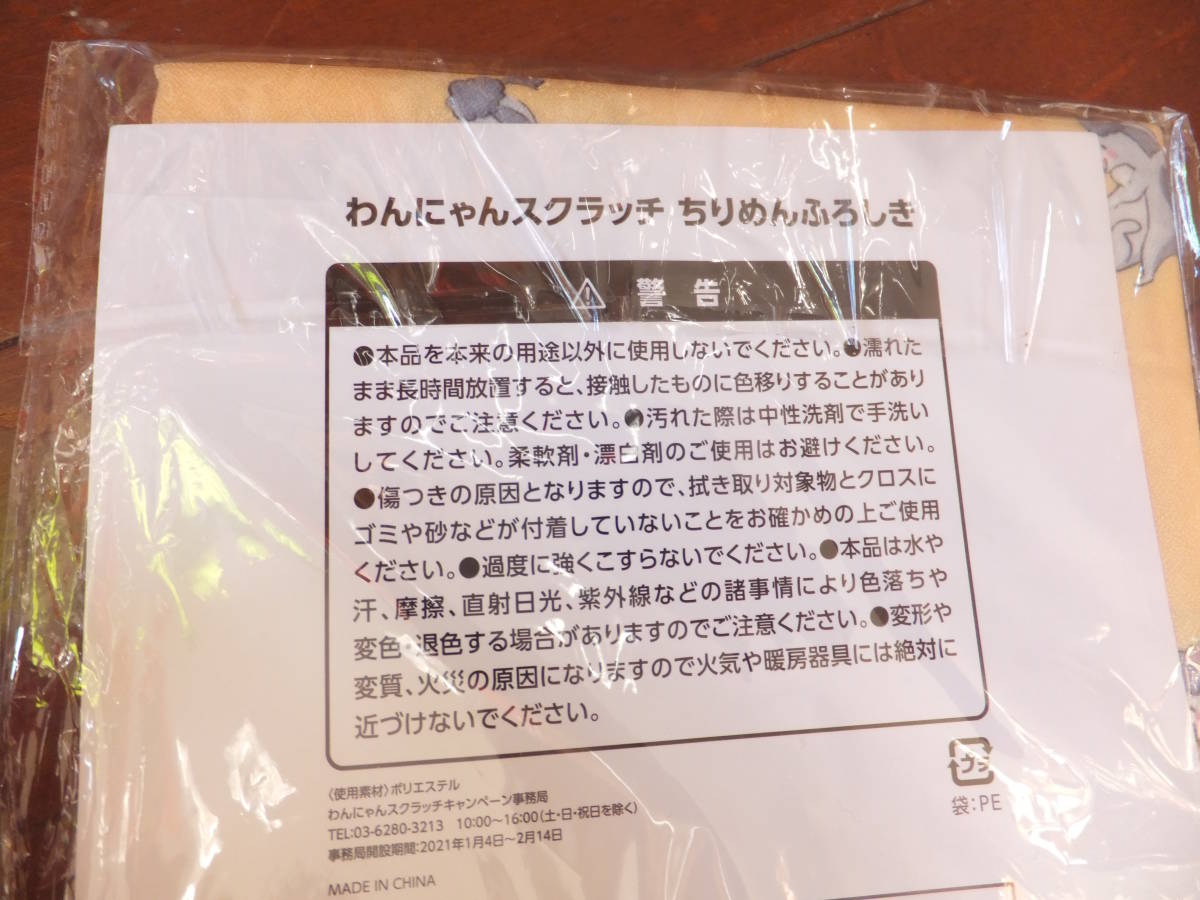 わんにゃんスクラッチ ちりめんふろしき
⚠ 警告
●本品を本来の用途以外に使用しないでください。●濡れた
まま長時間放置すると、接触したものに色移りすることがあり
ますのでご注意ください。●汚れた際は中性洗剤で手洗い
してください。柔軟剤・漂白剤のご使用はお避けください。
●傷つきの原因となりますので、拭き取り対象物とクロスに
ゴミや砂などが付着していないことをお確かめの上ご使用
ください。●過度に強くこすらないでください。●本品は水や
汗、摩擦、直射日光、紫外線などの諸事情により色落ちや
変色・退色する場合がありますのでご注意ください。●変形や
変質、火災の原因になりますので火気や暖房器具には絶対に
近づけないでください。
プラ
袋:PE
〈使用素材〉ポリエステル
わんにゃんスクラッチキャンペーン事務局
TEL:03-6280-3213 10:00～16:00(土・日・祝日を除く)
事務局開設期間:2021年1月4日～2月14日
MADE IN CHINA